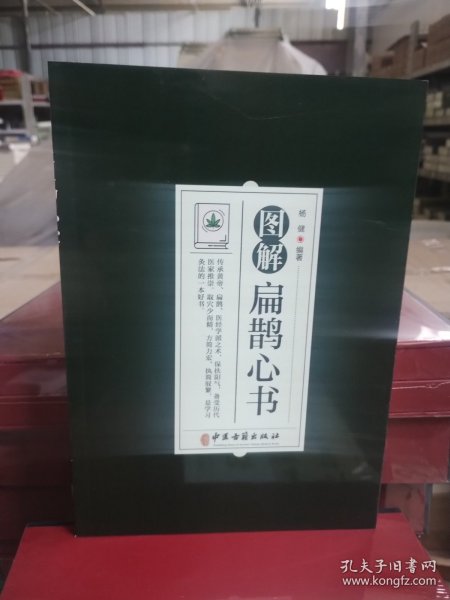 图解
扁鹊心书
杨健
编著
传承黄帝、扁鹊、医经学派之术，保扶阳气，备受历代
医家推崇，取穴少而精，方简力宏，执简驭繁，是学习
灸法的一本好书。
中医古籍出版社
孔夫子旧书网
www.kongfz.com